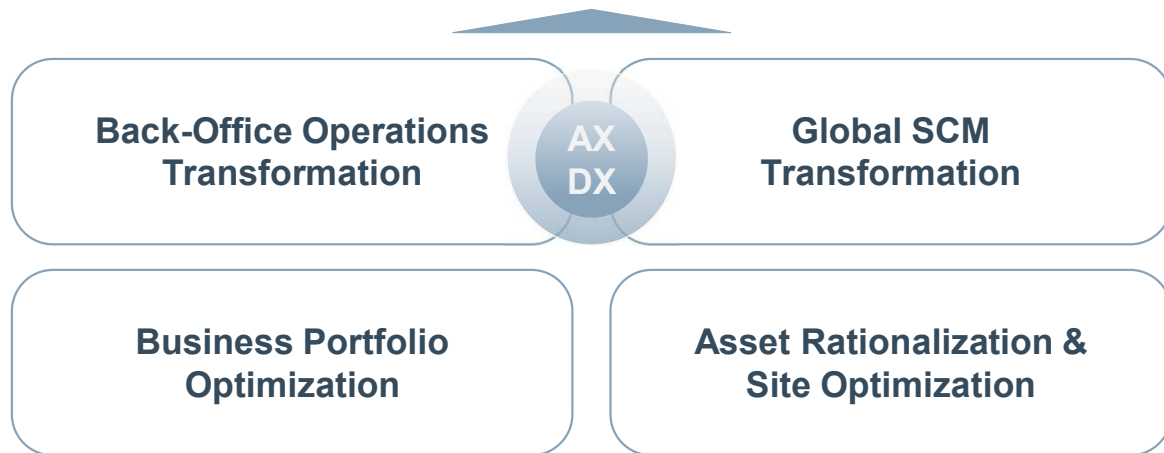 Back-Office Operations
Transformation
AX
DX
Global SCM
Transformation
Business Portfolio
Optimization
Asset Rationalization &
Site Optimization